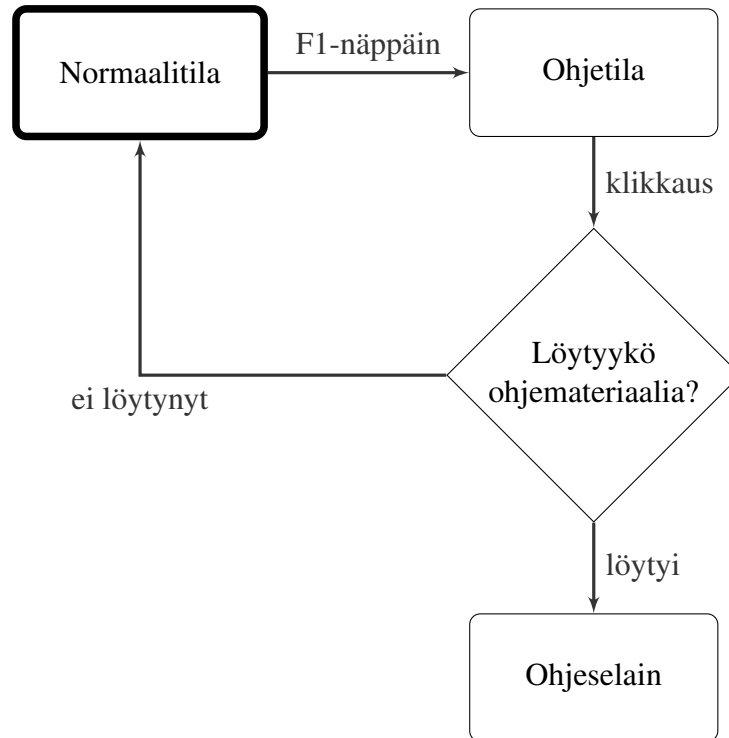 Normaalitila
F1-näppäin
Ohjetila
klikkaus
Löytyykö
ohjemateriaalia?
ei löytynyt
löytyi
Ohjeselain